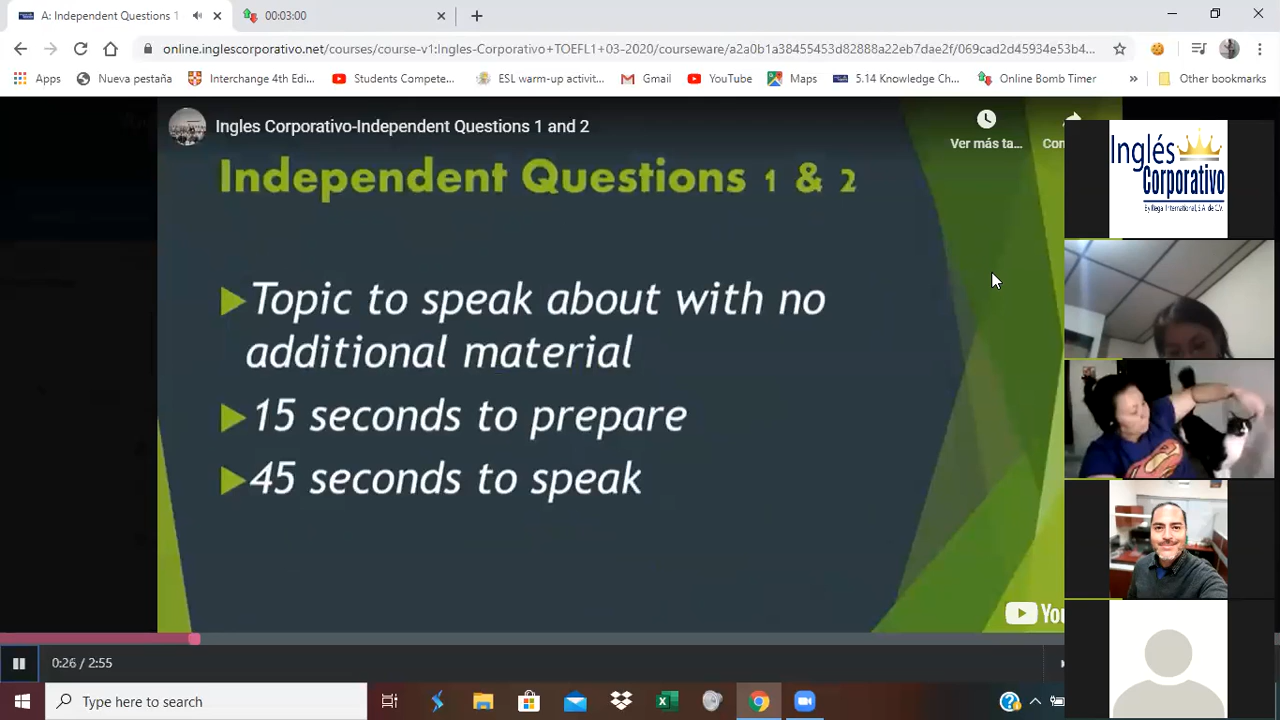 A: Independent Questions 1
00:03:00
online.inglescorporativo.net/courses/course-v1:Ingles-Corporativo+TOEFL1+03-2020/courseware/a23db1a38455453d82888a22eb7dae2f/069cad2d45934e53b4...
Apps
Nueva pestaña
Interchange 4th Edi...
Students Compete...
ESL warm-up activit...
Gmail
YouTube
Maps
5.14 Knowledge Ch...
Online Bomb Timer
»
Other bookmarks
Ingles Corporativo-Independent Questions 1 and 2
Ver más ta...
Con
Independent Questions 1 & 2
Topic to speak about with no
additional material
15 seconds to prepare
45 seconds to speak
You
0:26 / 2:55
Inglés
Corporativo
Type here to search